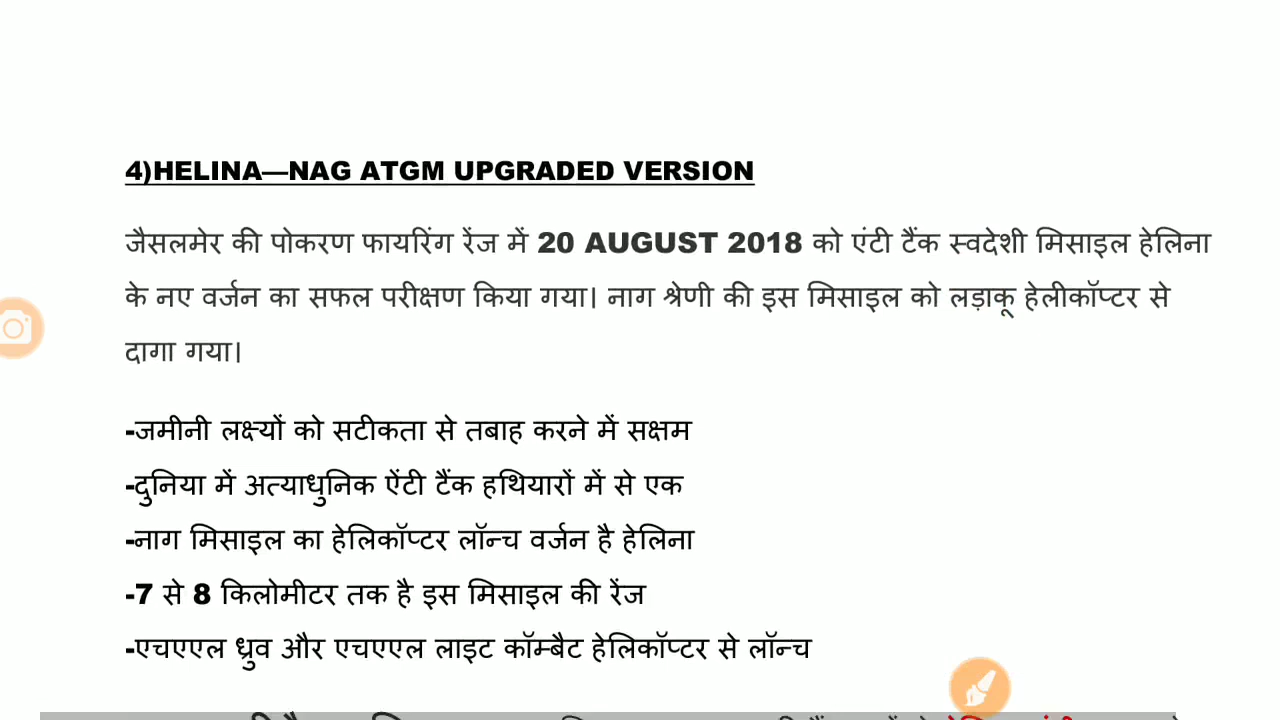 4)HELINA—NAG ATGM UPGRADED VERSION
जैसलमेर की पोकरण फायरिंग रेंज में 20 AUGUST 2018 को एंटी टैंक स्वदेशी मिसाइल हेलिना
के नए वर्जन का सफल परीक्षण किया गया। नाग श्रेणी की इस मिसाइल को लड़ाकू हेलीकॉप्टर से
दागा गया।
-जमीनी लक्ष्यों को सटीकता से तबाह करने में सक्षम
-दुनिया में अत्याधुनिक ऐंटी टैंक हथियारों में से एक
-नाग मिसाइल का हेलिकॉप्टर लॉन्च वर्जन है हेलिना
-7 से 8 किलोमीटर तक है इस मिसाइल की रेंज
-एचएएल ध्रुव और एचएएल लाइट कॉम्बैट हेलिकॉप्टर से लॉन्च